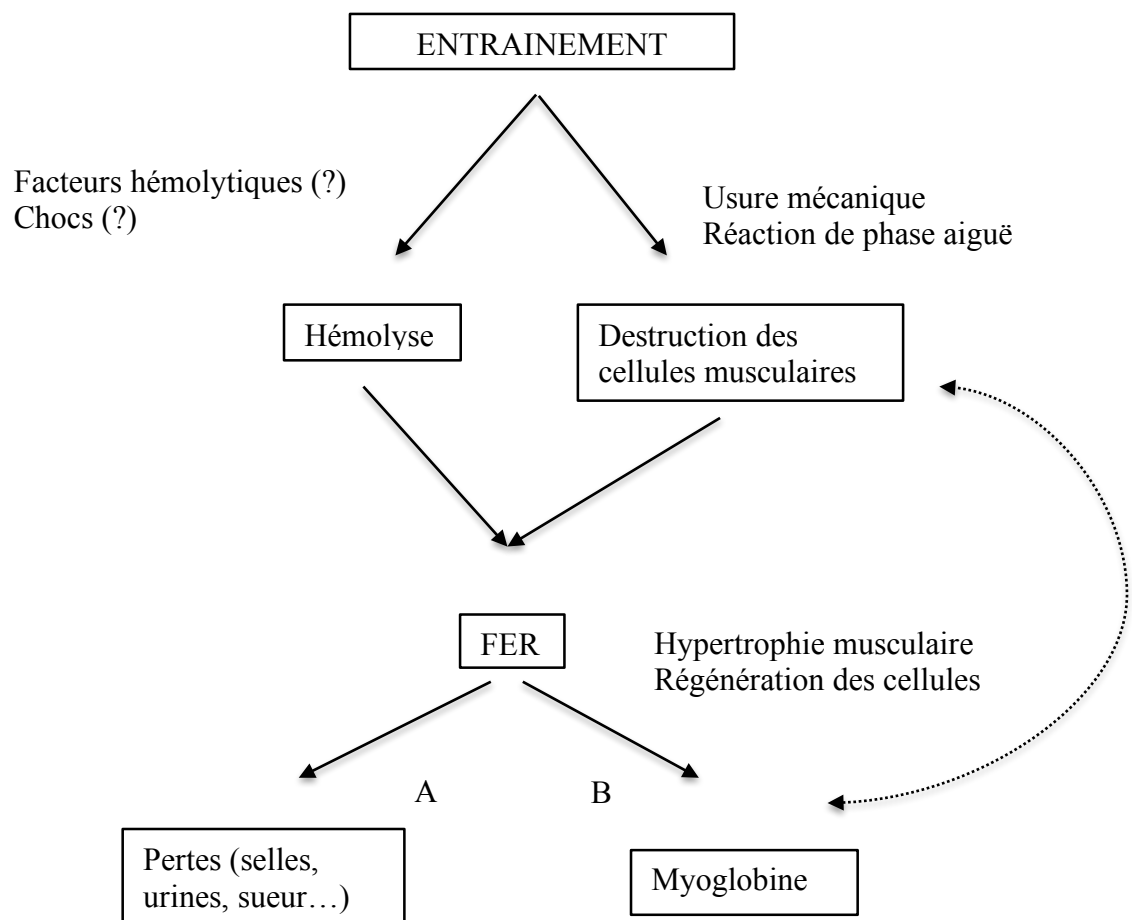 ENTRAINEMENT
Facteurs hémolytiques (?)
Chocs (?)
Usure mécanique
Réaction de phase aiguë
Hémolyse
Destruction des
cellules musculaires
FER
Hypertrophie musculaire
Régénération des cellules
A
B
Pertes (selles,
urines, sueur…)
Myoglobine